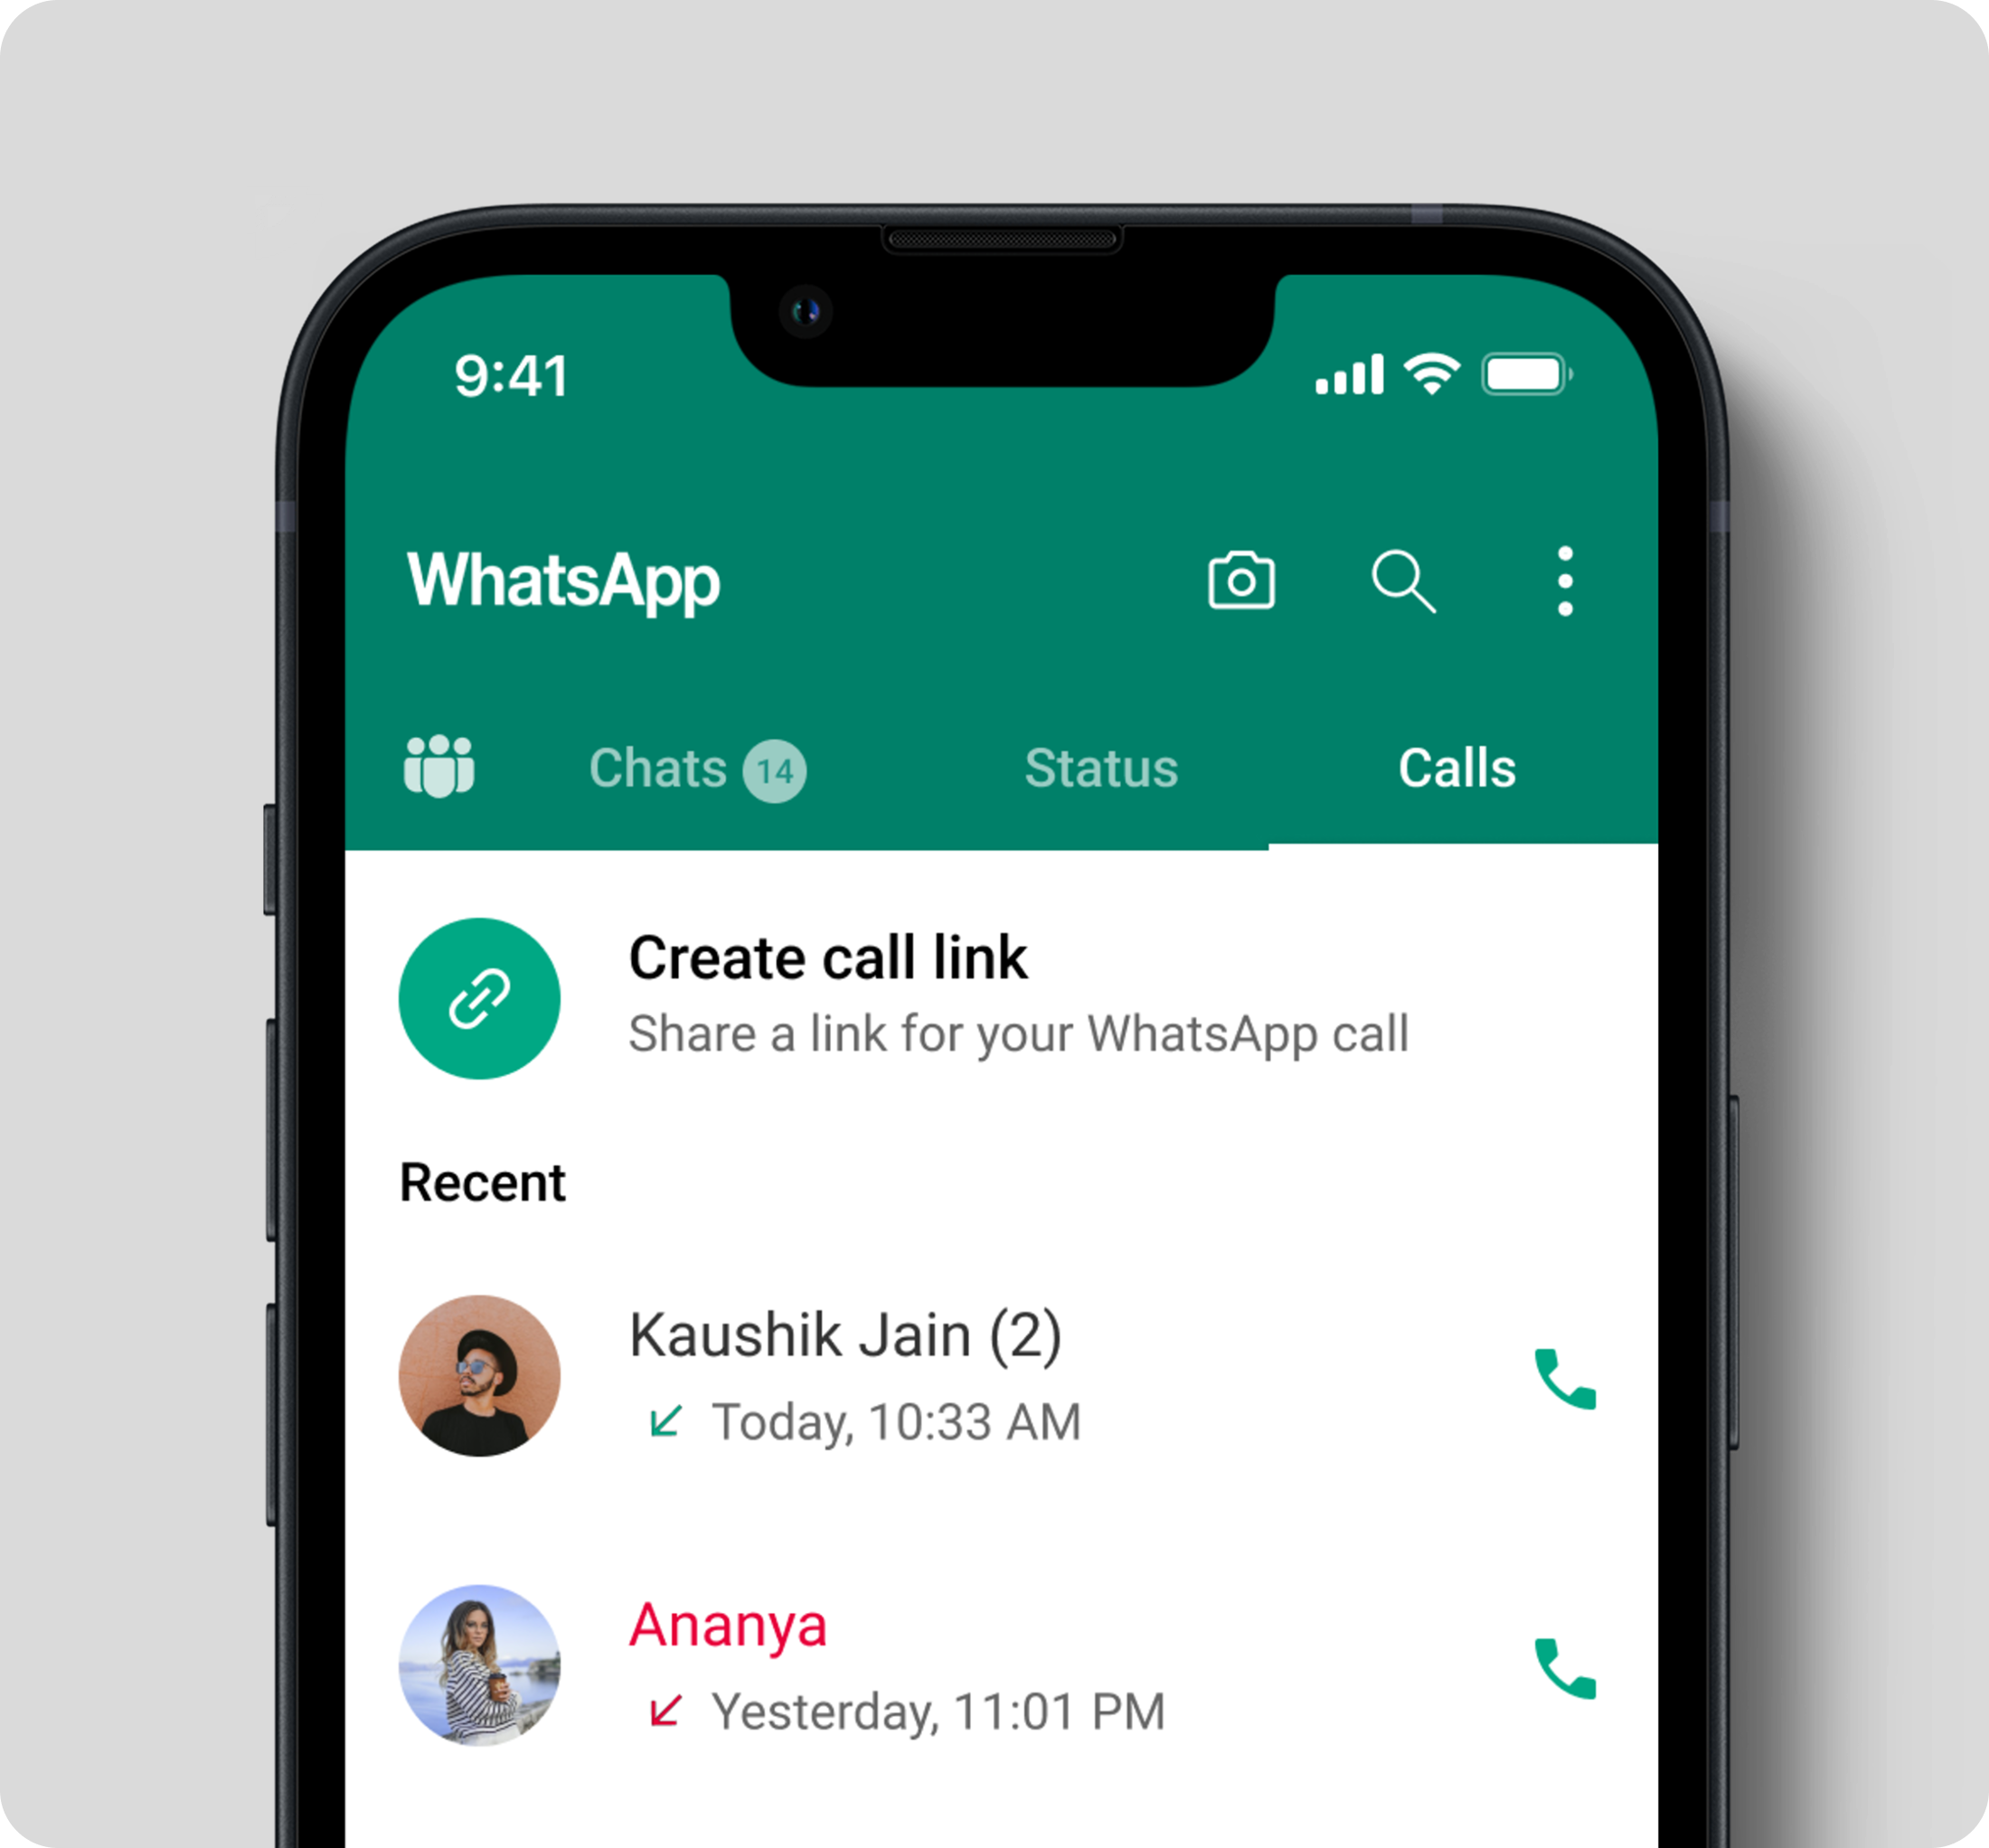 9:41
WhatsApp
Chats 14 Status Calls
Create call link
Share a link for your WhatsApp call
Recent
Kaushik Jain (2)
Today, 10:33 AM
Ananya
Yesterday, 11:01 PM